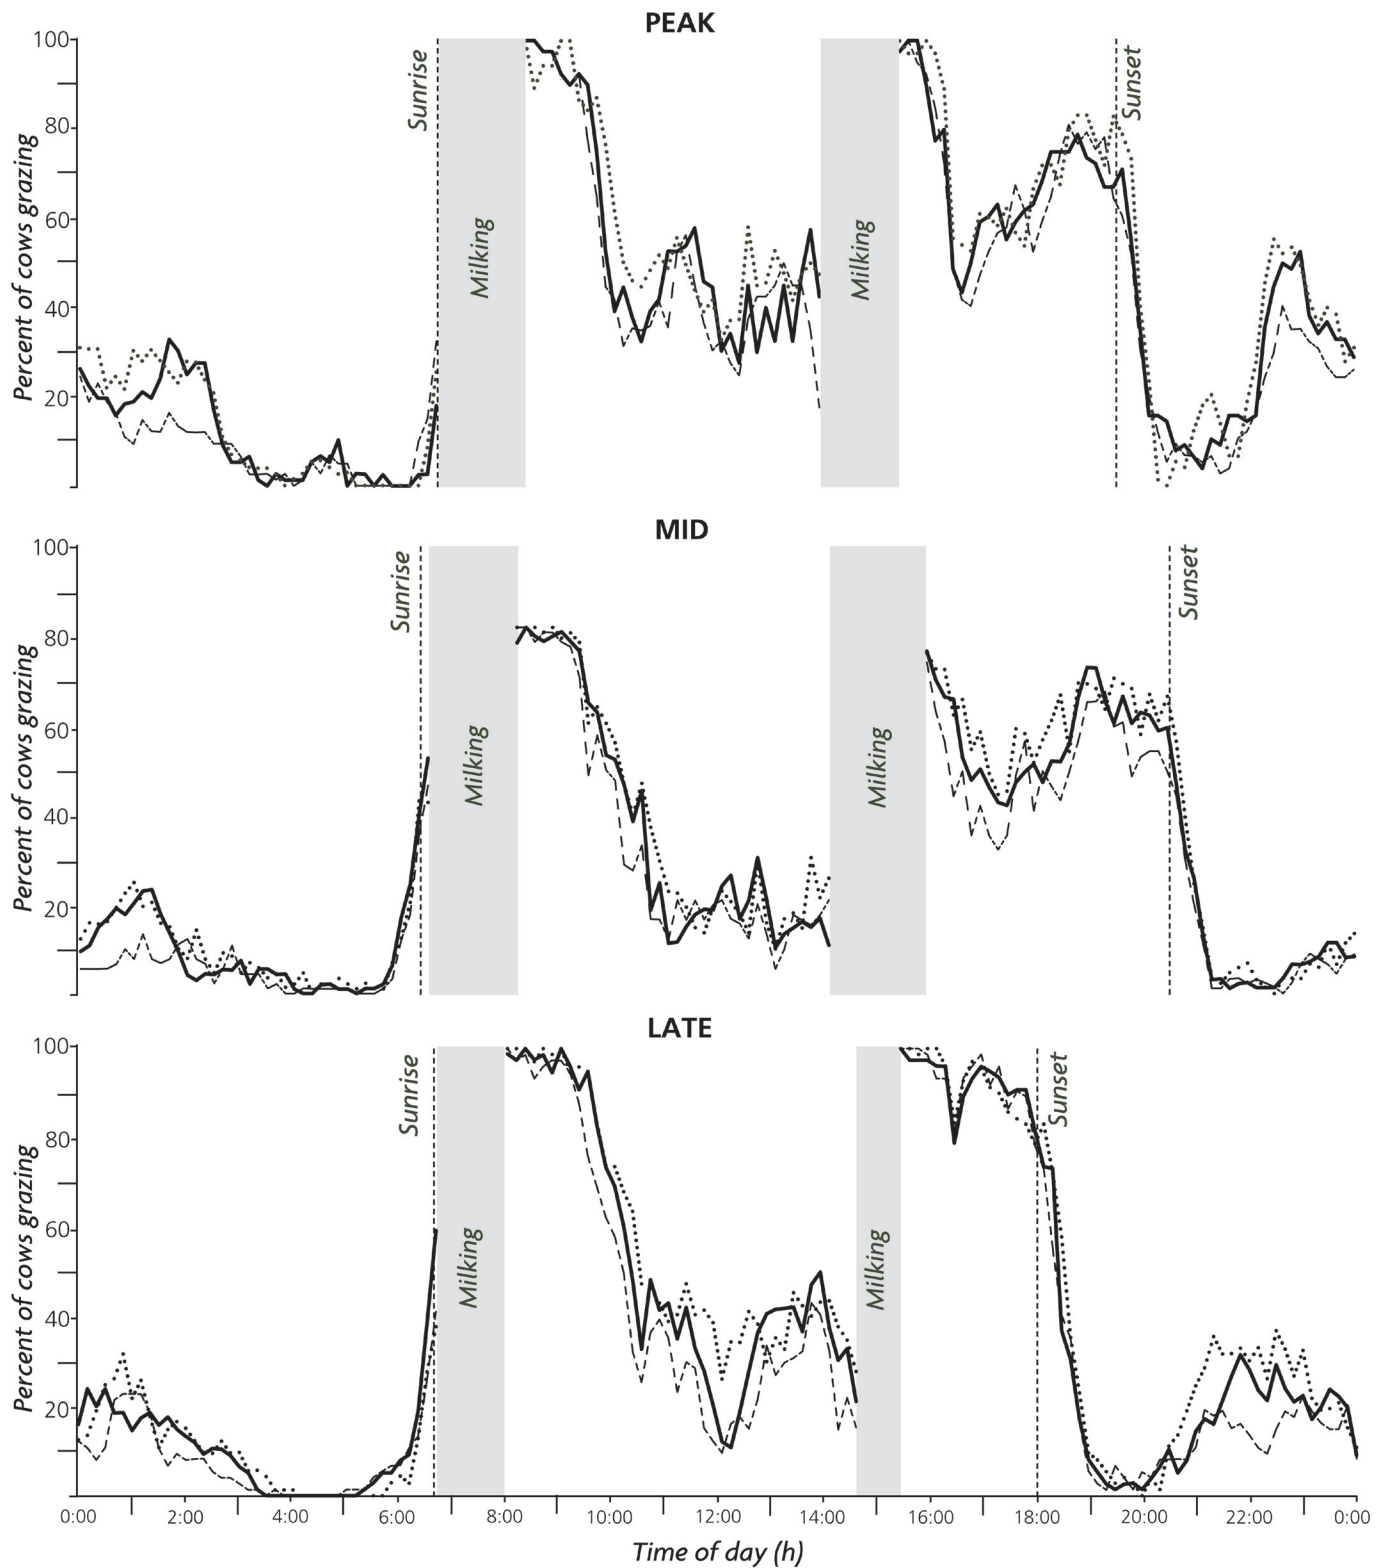 PEAK
100
80
60
40
20
Percent of cows grazing
Sunrise
Milking
Milking
Sunset
MID
100
80
60
40
20
Percent of cows grazing
Sunrise
Milking
Milking
Sunset
LATE
100
80
60
40
20
Percent of cows grazing
Sunrise
Milking
Milking
Sunset
0:00 2:00 4:00 6:00 8:00 10:00 12:00 14:00 16:00 18:00 20:00 22:00 0:00
Time of day (h)